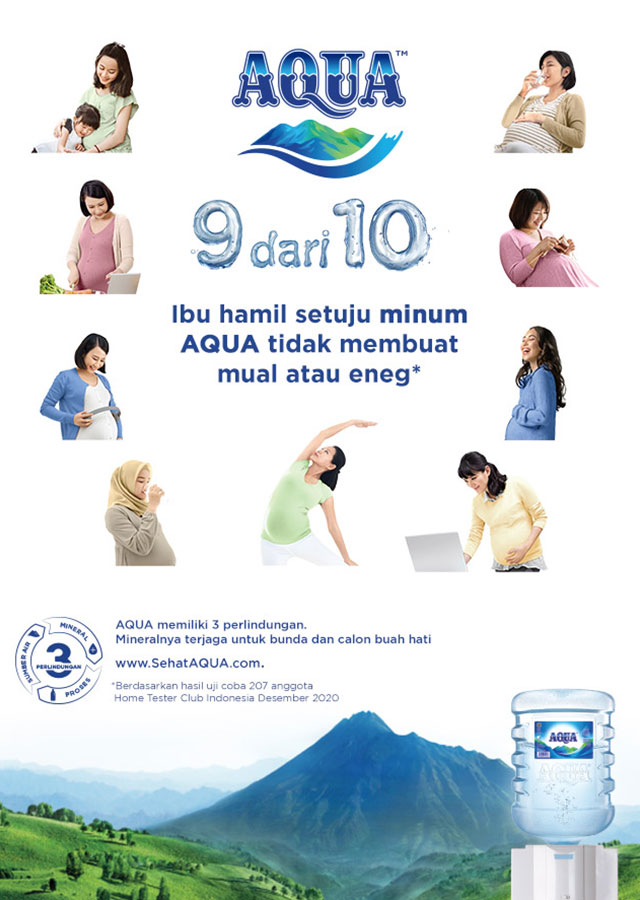 AQUA™
9 dari 10
Ibu hamil setuju minum
AQUA tidak membuat
mual atau eneg*
SUMBER AIR
MINERAL
PROSES
3
PERLINDUNGAN
AQUA memiliki 3 perlindungan.
Mineralnya terjaga untuk bunda dan calon buah hati
www.SehatAQUA.com.
*Berdasarkan hasil uji coba 207 anggota
Home Tester Club Indonesia Desember 2020
AQUA
AQUA